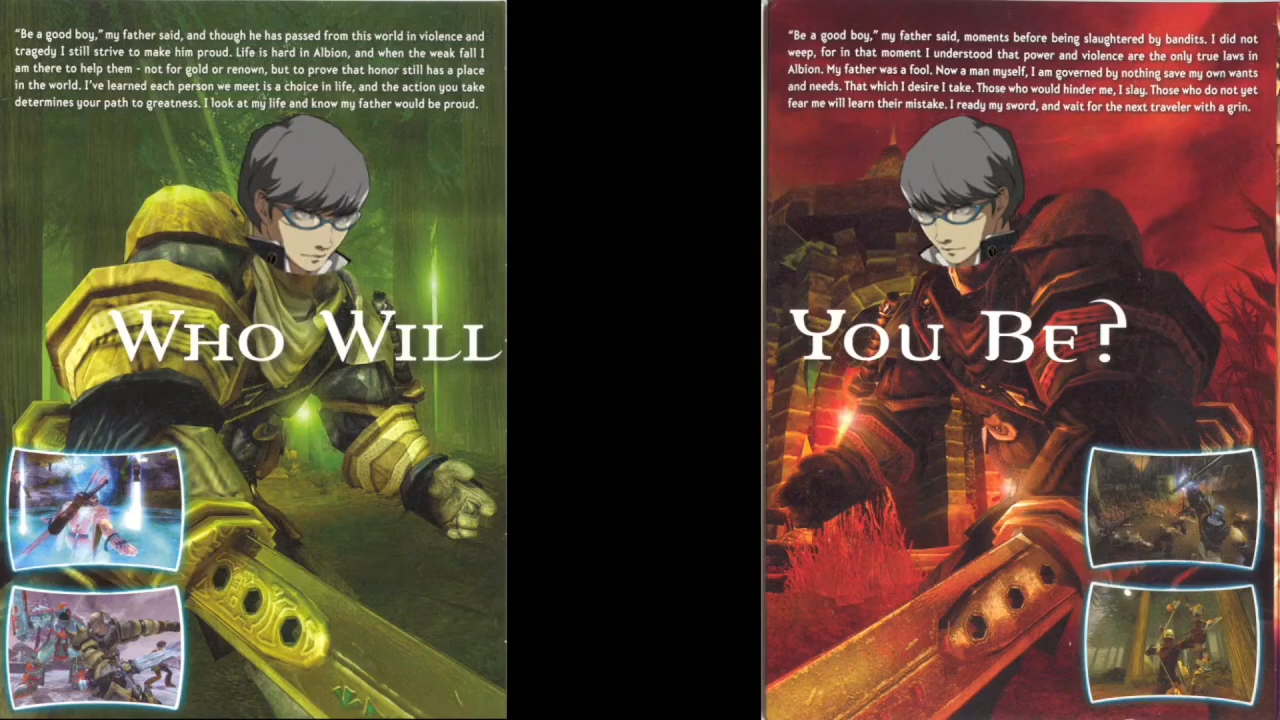 “Be a good boy,” my father said, and though he has passed from this world in violence and
tragedy I still strive to make him proud. Life is hard in Albion, and when the weak fall I
am there to help them - not for gold or renown, but to prove that honor still has a place
in the world. I’ve learned each person we meet is a choice in life, and the action you take
determines your path to greatness. I look at my life and know my father would be proud.
“Be a good boy,” my father said, moments before being slaughtered by bandits. I did not
weep, for in that moment I understood that power and violence are the only true laws in
Albion. My father was a fool. Now a man myself, I am governed by nothing save my own wants
and needs. That which I desire I take. Those who would hinder me, I slay. Those who do not yet
fear me will learn their mistake. I ready my sword, and wait for the next traveler with a grin.
Who Will
You Be?